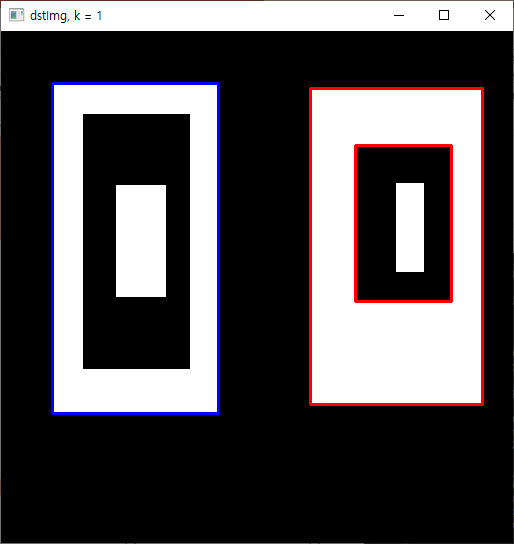 dstImg, k = 1